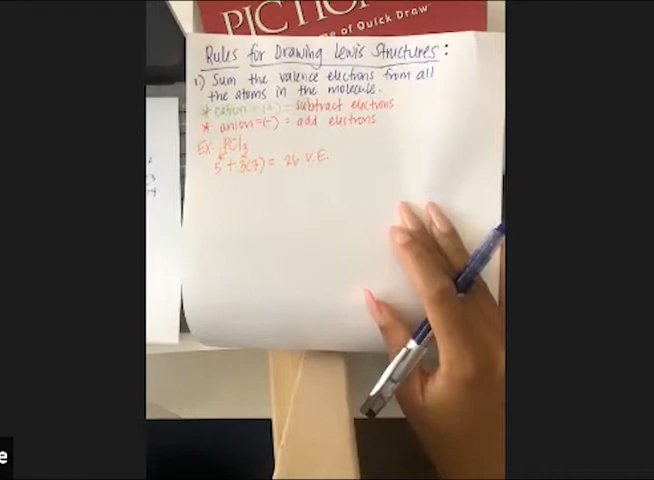 PICTION
e of Quick Draw
Rules for Drawing Lewis Structures:
1.) Sum the valence electrons from all
the atoms in the molecule.
* cation = (+) = subtract electrons
* anion = (-) = add electrons
Ex: PCl3
5 + 3(7) = 26 V.E.
e